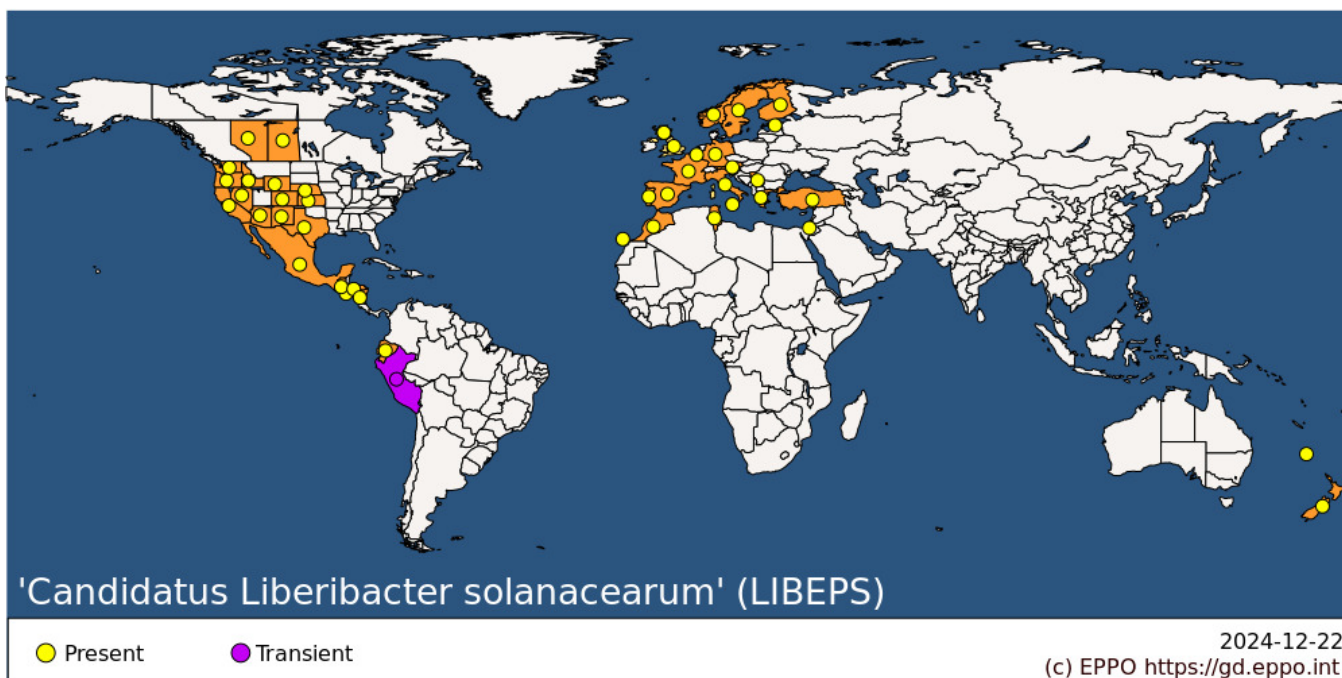 'Candidatus Liberibacter solanacearum' (LIBEPS)
Present
Transient
2024-12-22
(c) EPPO https://gd.eppo.int